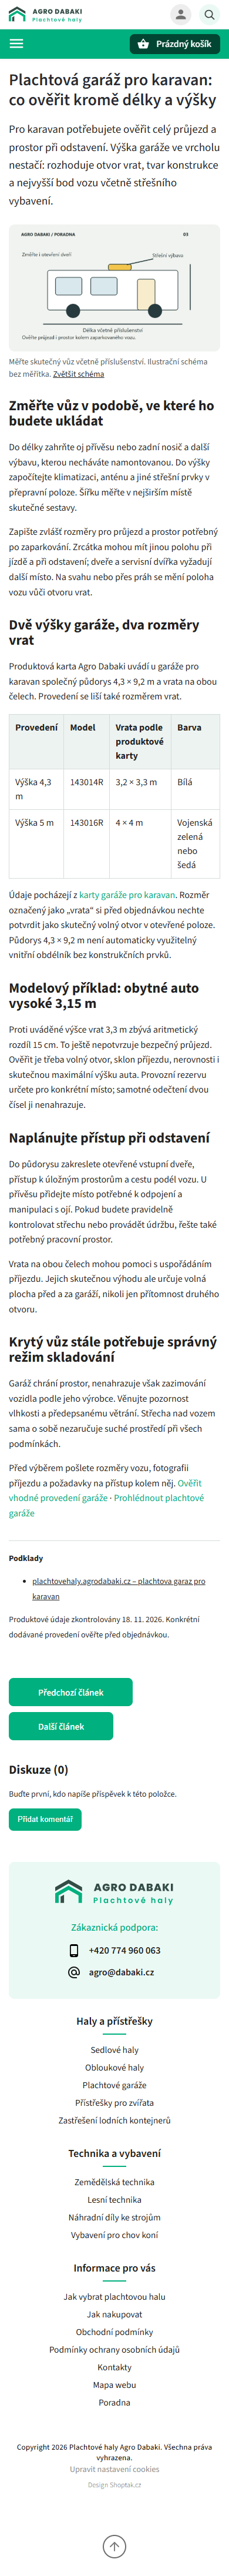 AGRO DABAKI
Plachtové haly
Prázdný košík
Plachtová garáž pro karavan:
co ověřit kromě délky a výšky
Pro karavan potřebujete ověřit celý průjezd a
prostor při odstavení. Výška garáže ve vrcholu
nestačí: rozhoduje otvor vrat, tvar konstrukce
a nejvyšší bod vozu včetně střešního
vybavení.
AGRO DABAKI / PORADNA
03
Změřte i otevření dveří
Střešní výbava
Délka včetně příslušenství
Ověřte průjezd i prostor kolem zaparkovaného vozu.
Měřte skutečný vůz včetně příslušenství. Ilustrační schéma
bez měřítka. Zvětšit schéma
Změřte vůz v podobě, ve které ho
budete ukládat
Do délky zahrňte oj přívěsu nebo zadní nosič a další
výbavu, kterou necháváte namontovanou. Do výšky
započítejte klimatizaci, anténu a jiné střešní prvky v
přepravní poloze. Šířku měřte v nejširším místě
skutečné sestavy.
Zapište zvlášť rozměry pro průjezd a prostor potřebný
po zaparkování. Zrcátka mohou mít jinou polohu při
jízdě a při odstavení; dveře a servisní dvířka vyžadují
další místo. Na svahu nebo přes práh se mění poloha
vozu vůči otvoru vrat.
Dvě výšky garáže, dva rozměry
vrat
Produktová karta Agro Dabaki uvádí u garáže pro
karavan společný půdorys 4,3 × 9,2 m a vrata na obou
čelech. Provedení se liší také rozměrem vrat.
Provedení Model Vrata podle produktové karty Barva
Výška 4,3 m 143014R 3,2 × 3,3 m Bílá
Výška 5 m 143016R 4 × 4 m Vojenská zelená nebo šedá
Údaje pocházejí z karty garáže pro karavan. Rozměr
označený jako „vrata“ si před objednávkou nechte
potvrdit jako skutečný volný otvor v otevřené poloze.
Půdorys 4,3 × 9,2 m není automaticky využitelný
vnitřní obdélník bez konstrukčních prvků.
Modelový příklad: obytné auto
vysoké 3,15 m
Proti uváděné výšce vrat 3,3 m zbývá aritmetický
rozdíl 15 cm. To ještě nepotvrzuje bezpečný průjezd.
Ověřit je třeba volný otvor, sklon příjezdu, nerovnosti i
skutečnou maximální výšku auta. Provozní rezervu
určete pro konkrétní místo; samotné odečtení dvou
čísel ji nenahrazuje.
Naplánujte přístup při odstavení
Do půdorysu zakreslete otevřené vstupní dveře,
přístup k úložným prostorům a cestu podél vozu. U
přívěsu přidejte místo potřebné k odpojení a
manipulaci s ojí. Pokud budete pravidelně
kontrolovat střechu nebo provádět údržbu, řešte také
potřebný pracovní prostor.
Vrata na obou čelech mohou pomoci s uspořádáním
příjezdu. Jejich skutečnou výhodu ale určuje volná
plocha před a za garáží, nikoli jen přítomnost druhého
otvoru.
Krytý vůz stále potřebuje správný
režim skladování
Garáž chrání prostor, nenahrazuje však zazimování
vozidla podle jeho výrobce. Věnujte pozornost
vlhkosti a předepsanému větrání. Střecha nad vozem
sama o sobě nezaručuje suché prostředí při všech
podmínkách.
Před výběrem pošlete rozměry vozu, fotografii
příjezdu a požadavky na přístup kolem něj. Ověřit
vhodné provedení garáže · Prohlédnout plachtové
garáže
Podklady
plachtovehaly.agrodabaki.cz – plachtova garaz pro
karavan
Produktové údaje zkontrolovány 18. 11. 2026. Konkrétní
dodávané provedení ověřte před objednávkou.
Předchozí článek
Další článek
Diskuze (0)
Buďte první, kdo napíše příspěvek k této položce.
Přidat komentář
AGRO DABAKI
Plachtové haly
Zákaznická podpora:
+420 774 960 063
agro@dabaki.cz
Haly a přístřešky
Sedlové haly
Obloukové haly
Plachtové garáže
Přístřešky pro zvířata
Zastřešení lodních kontejnerů
Technika a vybavení
Zemědělská technika
Lesní technika
Náhradní díly ke strojům
Vybavení pro chov koní
Informace pro vás
Jak vybrat plachtovou halu
Jak nakupovat
Obchodní podmínky
Podmínky ochrany osobních údajů
Kontakty
Mapa webu
Poradna
Copyright 2026 Plachtové haly Agro Dabaki. Všechna práva
vyhrazena.
Upravit nastavení cookies
Design Shoptak.cz